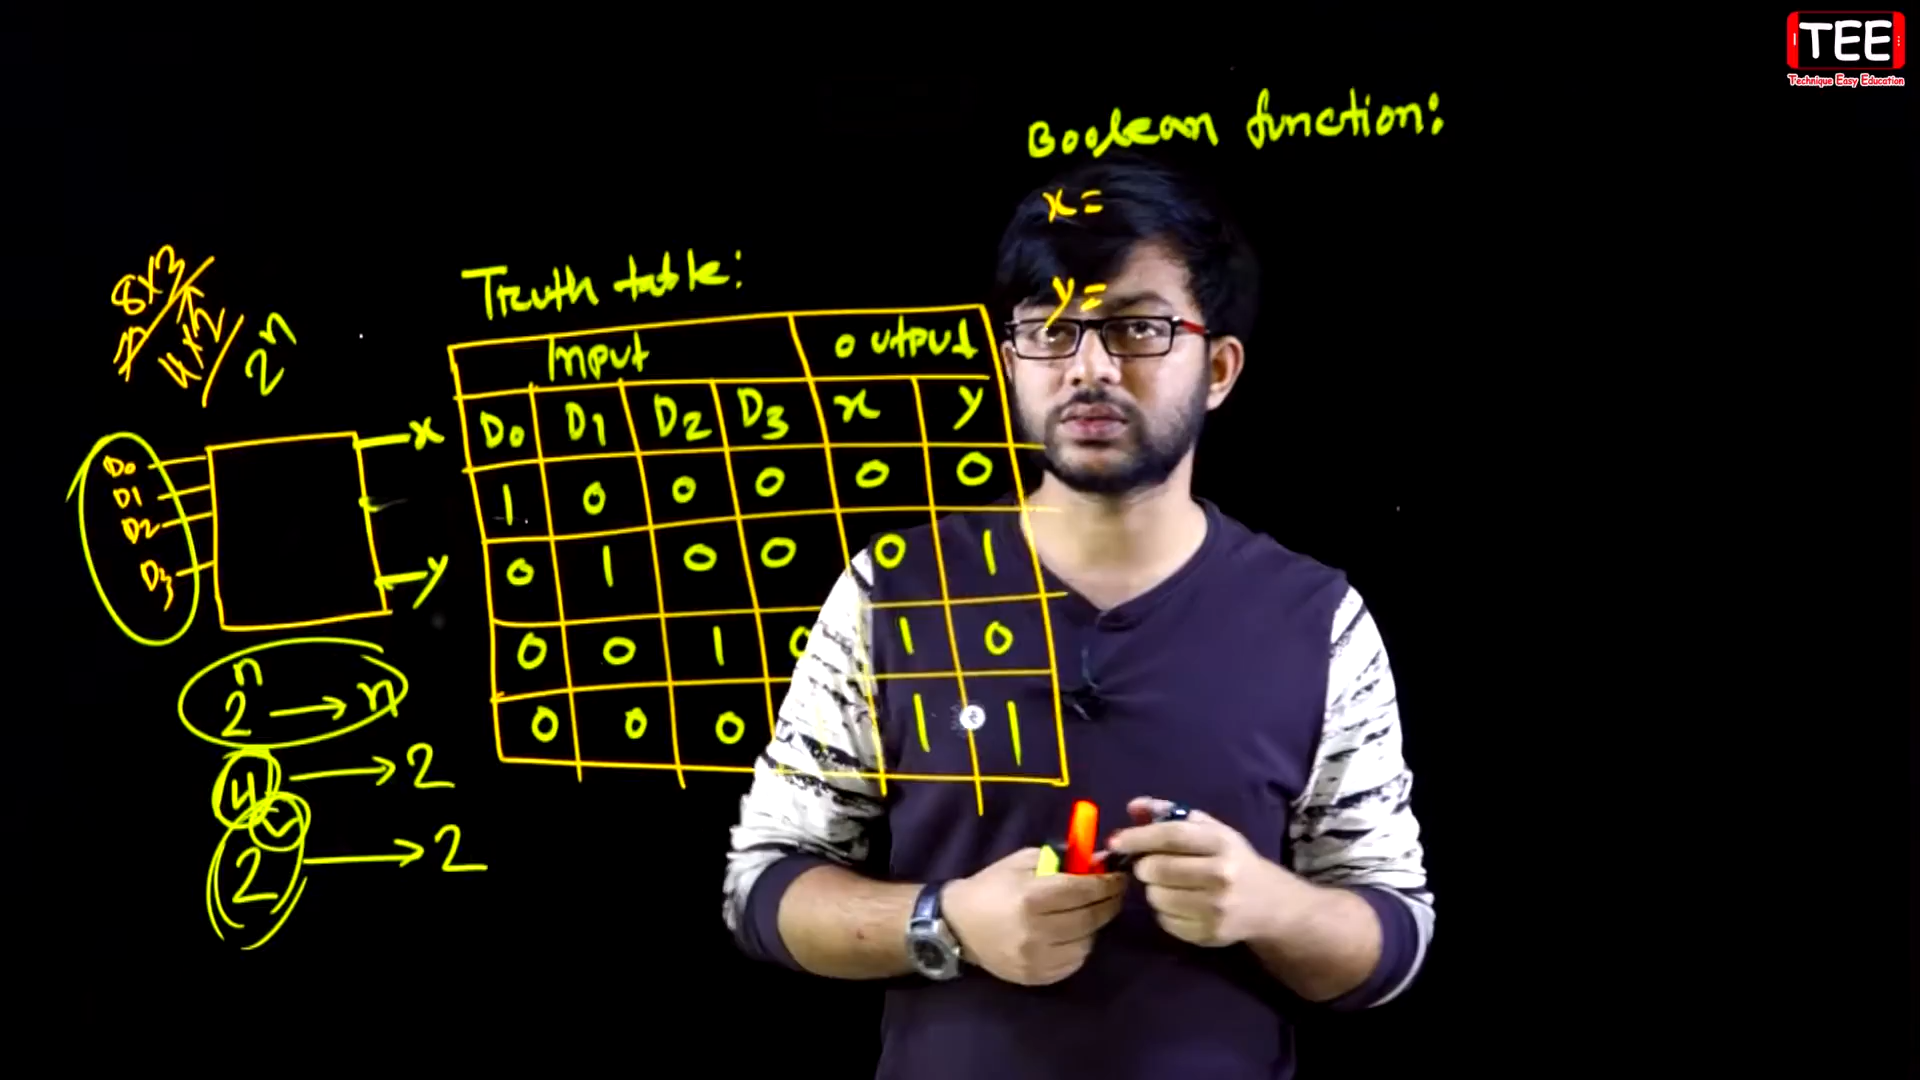 TEE
Technique Easy Education
Boolean function:
x =
y =
Truth table:
8x3
4x2
2^n
Input output
D0 D1 D2 D3 x y
1 0 0 0 0 0
0 1 0 0 0 1
0 0 1 0 1 0
0 0 0 1 1
D0
D1
D2
D3
x
y
2^n → n
4 → 2
2^2 → 2